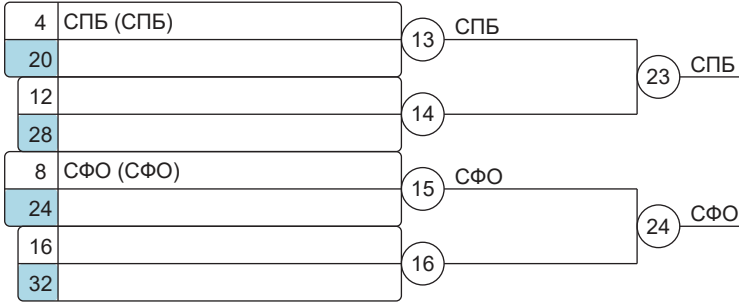 4 СПБ (СПБ)
13 СПБ
20
23 СПБ
12
14
28
8 СФО (СФО)
15 СФО
24
24 СФО
16
16
32